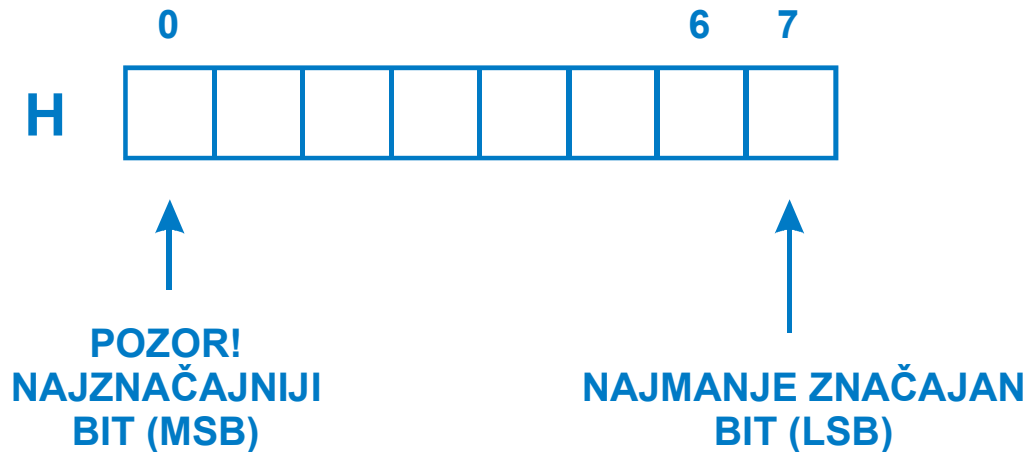 0 6 7
H
POZOR!
NAJZNAČAJNIJI
BIT (MSB)
NAJMANJE ZNAČAJAN
BIT (LSB)